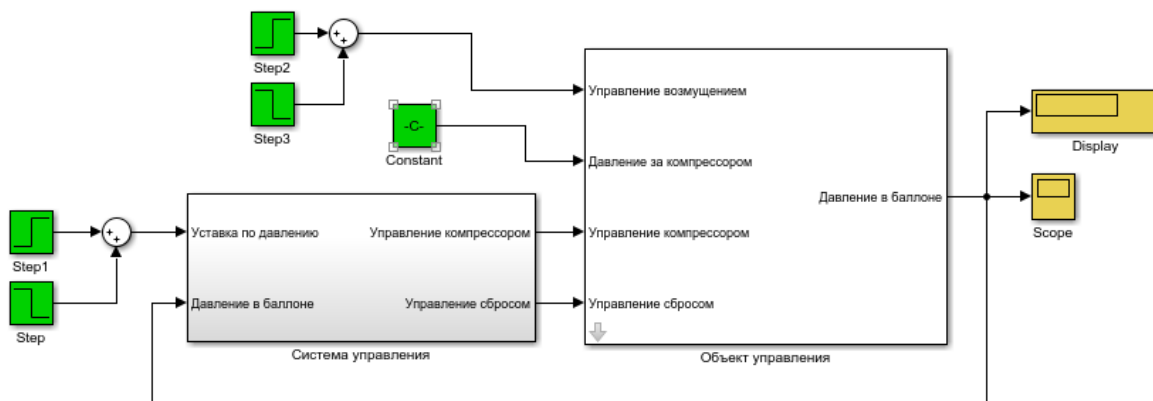 Step2
Step3
-C-
Constant
Управление возмущением
Давление за компрессором
Управление компрессором
Управление сбросом
Давление в баллоне
Объект управления
Display
Scope
Step1
Step
Уставка по давлению
Давление в баллоне
Управление компрессором
Управление сбросом
Система управления